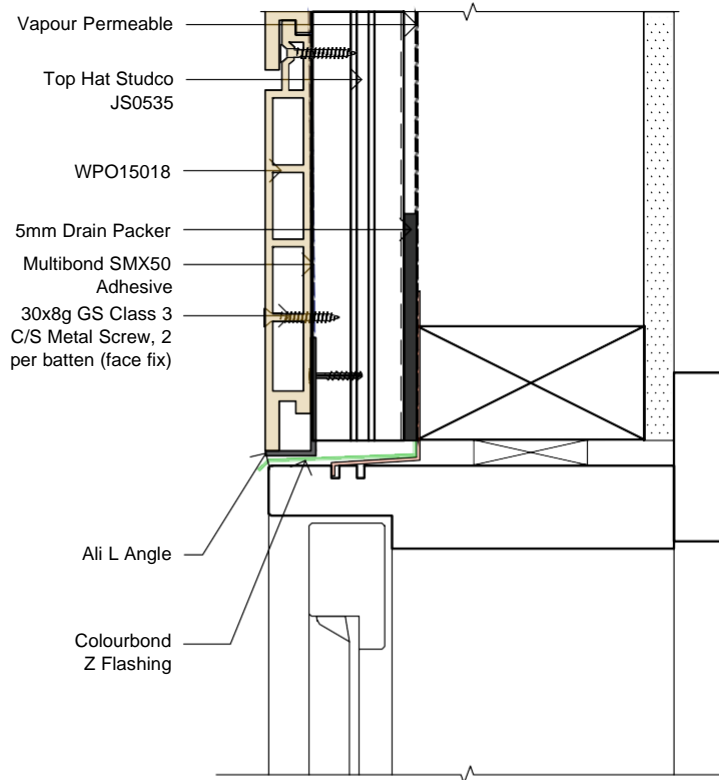 Vapour Permeable
Top Hat Studco
JS0535
WPO15018
5mm Drain Packer
Multibond SMX50
Adhesive
30x8g GS Class 3
C/S Metal Screw, 2
per batten (face fix)
Ali L Angle
Colourbond
Z Flashing